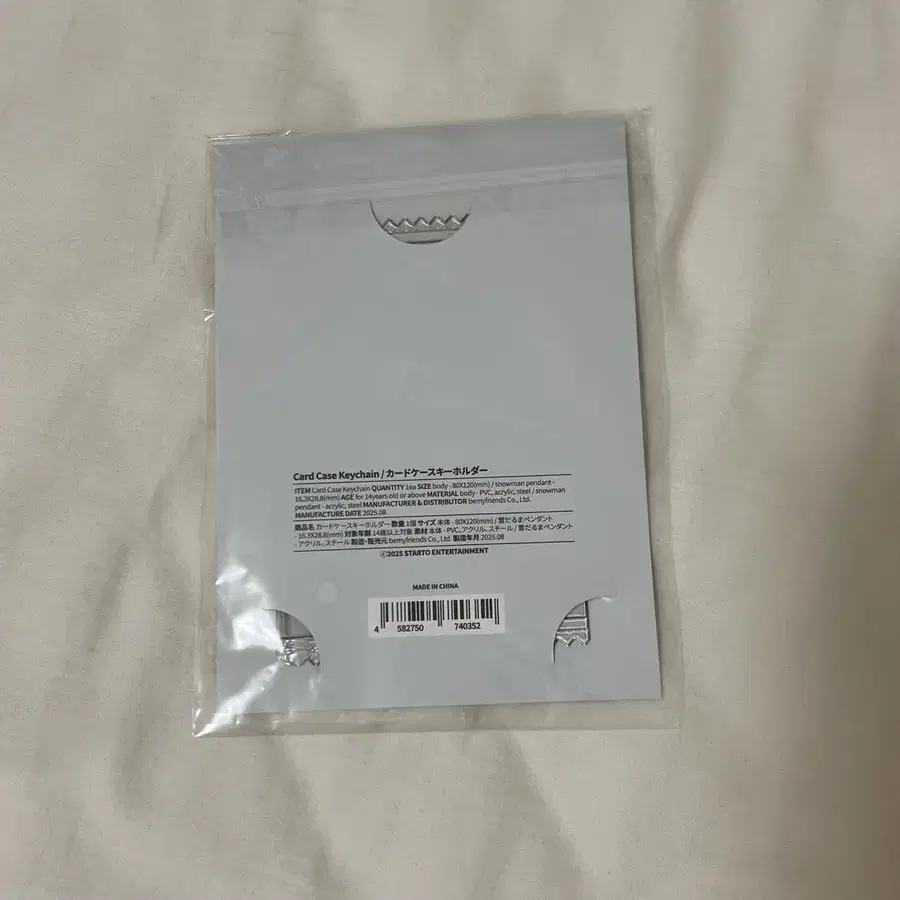 Card Case Keychain / カードケースキーホルダー
ITEM Card Case Keychain QUANTITY 1ea SIZE body - 80X120(mm) / snowman pendant -
16.3X28.8(mm) AGE for 14years old or above MATERIAL body - PVC, acrylic, steel / snowman
pendant - acrylic, steel MANUFACTURER & DISTRIBUTOR bemyfriends Co., Ltd.
MANUFACTURE DATE 2025.08
商品名 カードケースキーホルダー 数量 1個 サイズ 本体 - 80X120(mm) / 雪だるまペンダント
- 16.3X28.8(mm) 対象年齢 14歳以上対象 素材 本体 - PVC、アクリル、スチール / 雪だるまペンダント
- アクリル、スチール 製造・販売元 bemyfriends Co., Ltd. 製造年月 2025.08
Ⓟ2025 STARTO ENTERTAINMENT
MADE IN CHINA
4 582750 740352